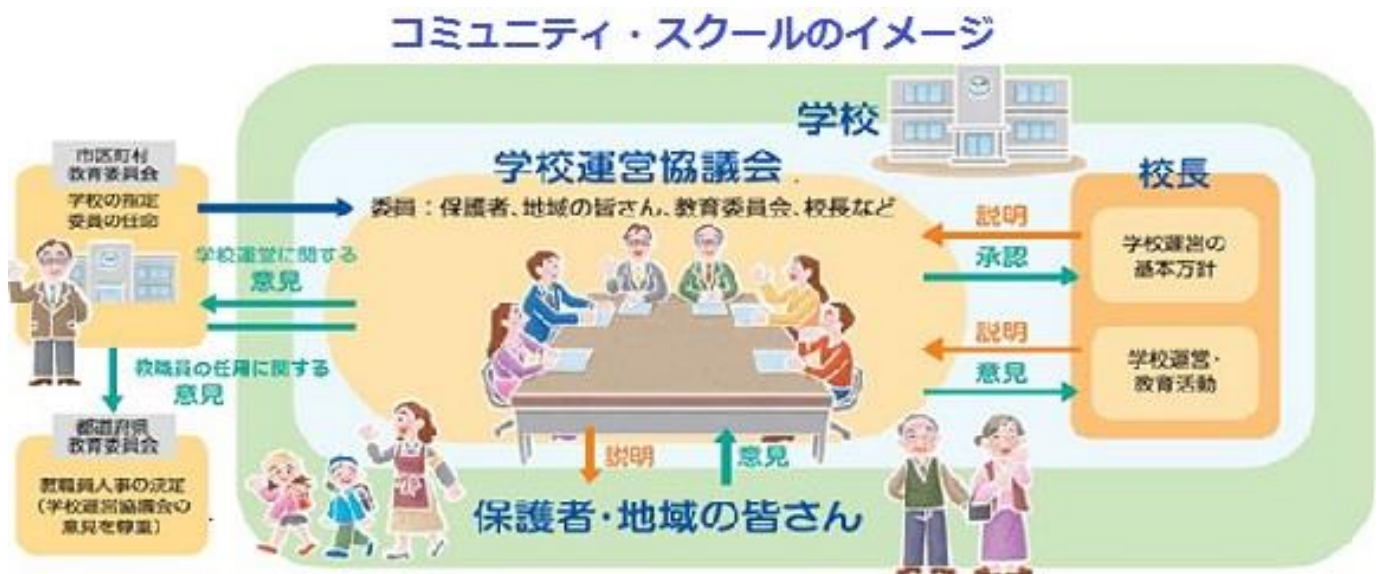 コミュニティ・スクールのイメージ
学校
市区町村
教育委員会
学校の指定
委員の任命
学校運営協議会
委員：保護者、地域の皆さん、教育委員会、校長など
学校運営に関する
意見
教職員の任用に関する
意見
都道府県
教育委員会
教職員人事の決定
（学校運営協議会の
意見を尊重）
校長
説明
承認
学校運営の
基本方針
説明
意見
学校運営・
教育活動
説明
意見
保護者・地域の皆さん